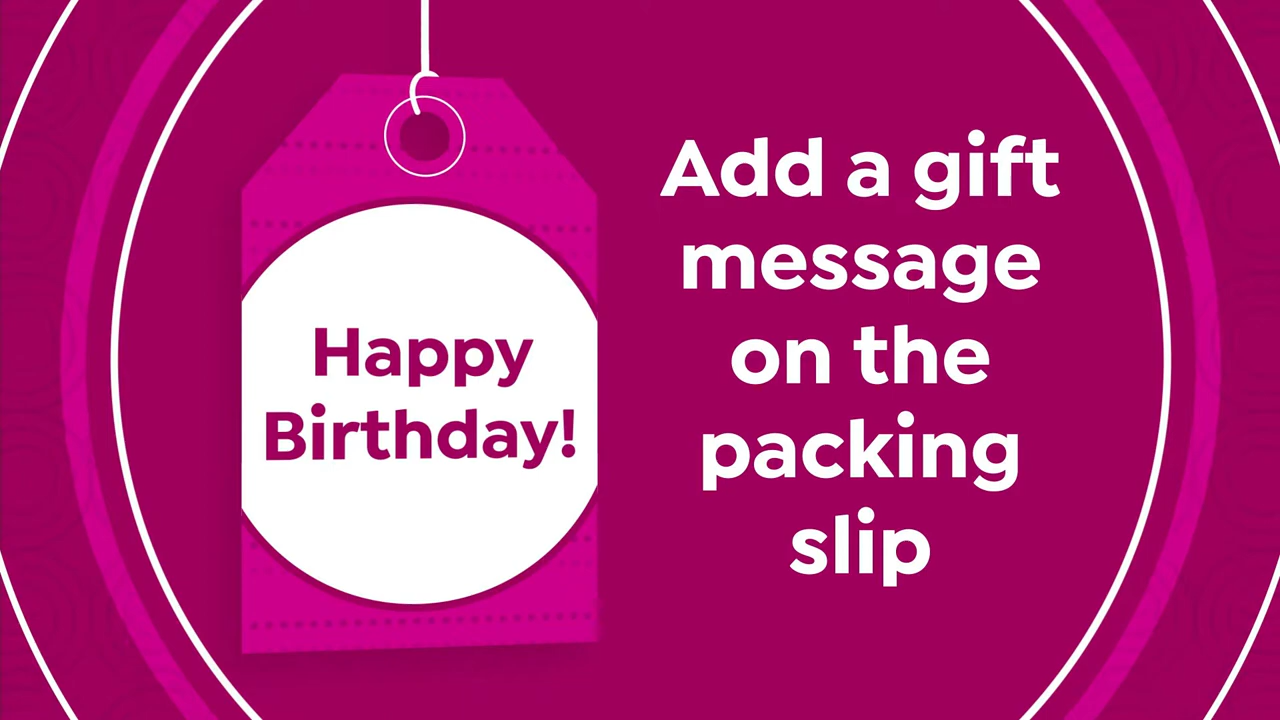 Happy
Birthday!
Add a gift
message
on the
packing
slip